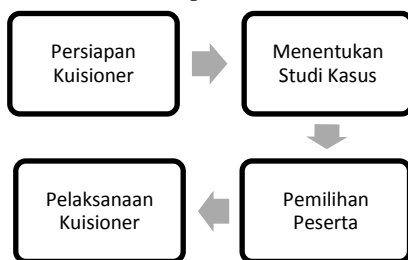 Persiapan
Kuisioner
Menentukan
Studi Kasus
Pemilihan
Peserta
Pelaksanaan
Kuisioner